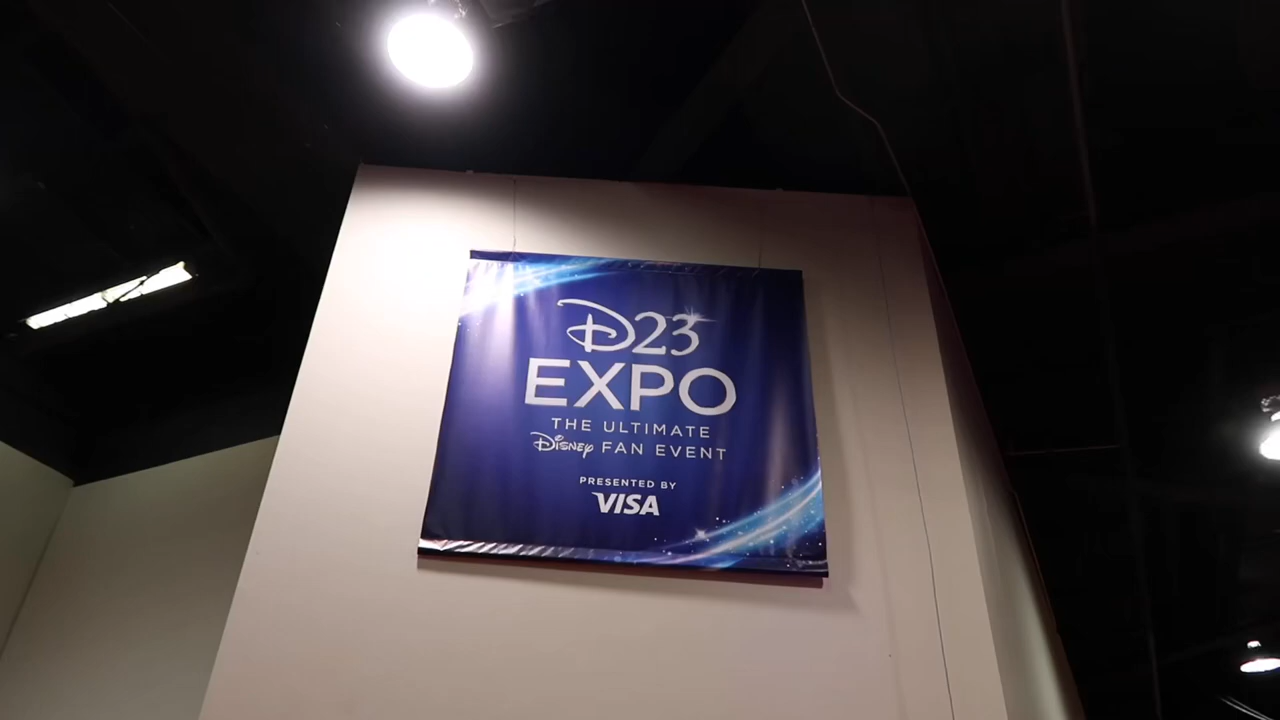 D23
EXPO
THE ULTIMATE
Disney FAN EVENT
PRESENTED BY
VISA